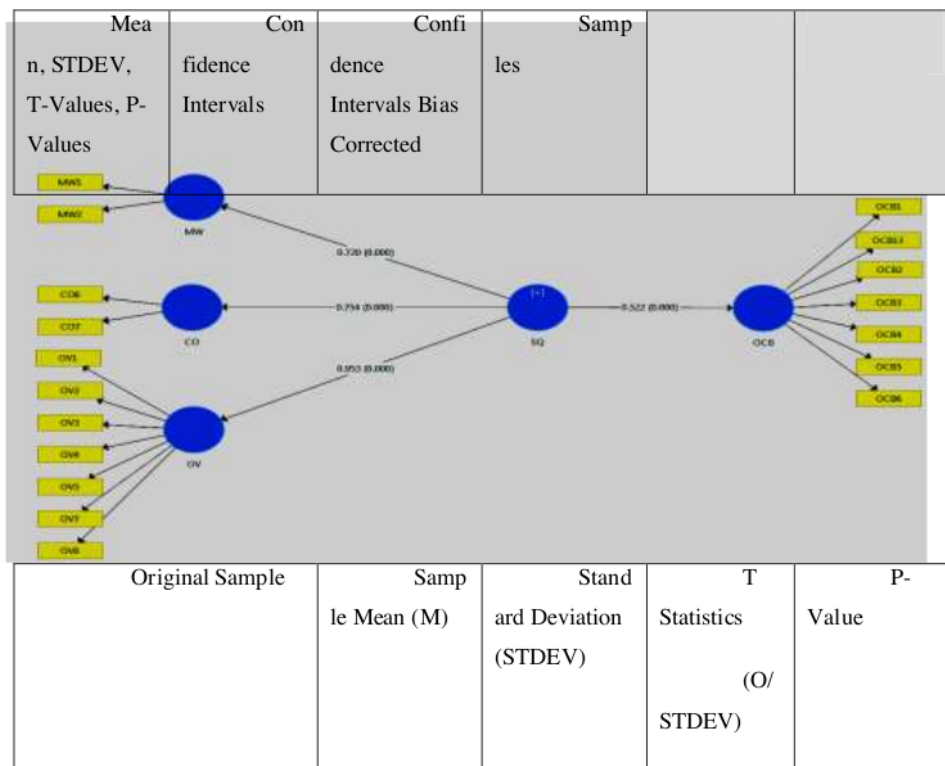 Mea
n, STDEV,
T-Values, P-
Values
Con
fidence
Intervals
Confi
dence
Intervals Bias
Corrected
Samp
les
MW1
MW2
MW
0.720 (0.000)
CO6
CO7
CO
0.754 (0.000)
[+]
SQ
0.522 (0.000)
OCB
0.953 (0.000)
OV1
OV2
OV3
OV4
OV5
OV7
OV8
OV
OCB1
OCB13
OCB2
OCB3
OCB4
OCB5
OCB6
Original Sample
Samp
le Mean (M)
Stand
ard Deviation
(STDEV)
T
Statistics
(O/
STDEV)
P-
Value